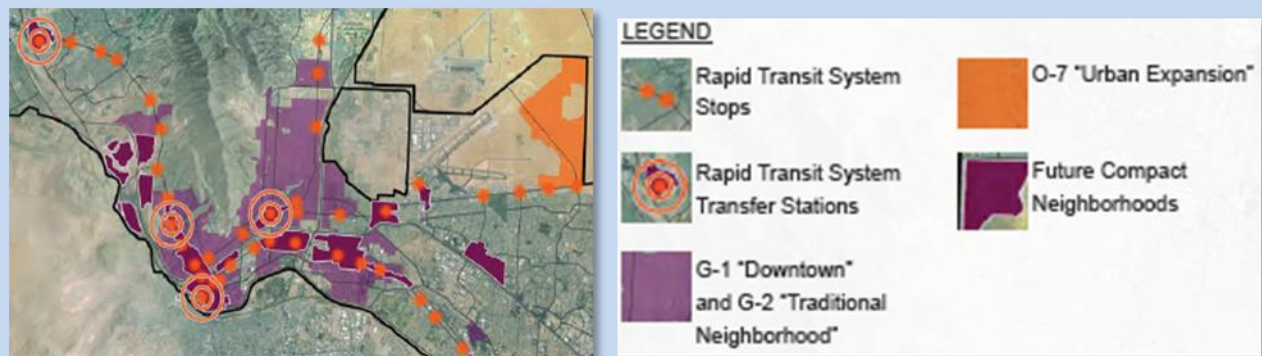 LEGEND
Rapid Transit System
Stops
Rapid Transit System
Transfer Stations
G-1 "Downtown"
and G-2 "Traditional
Neighborhood"
O-7 "Urban Expansion"
Future Compact
Neighborhoods